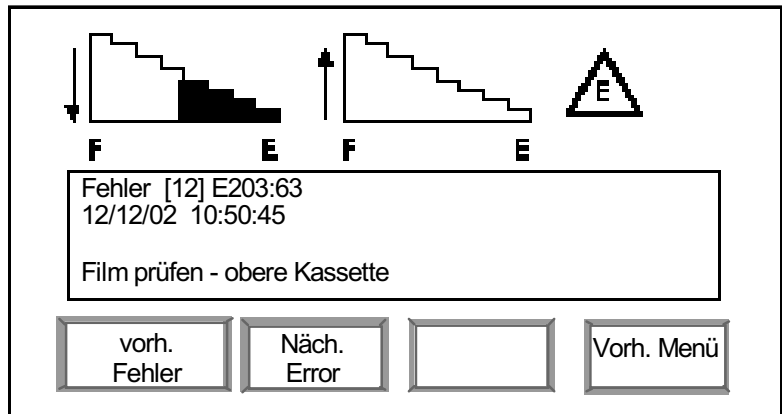 E
F E F E
Fehler [12] E203:63
12/12/02 10:50:45
Film prüfen - obere Kassette
vorh. Fehler
Näch. Error
Vorh. Menü